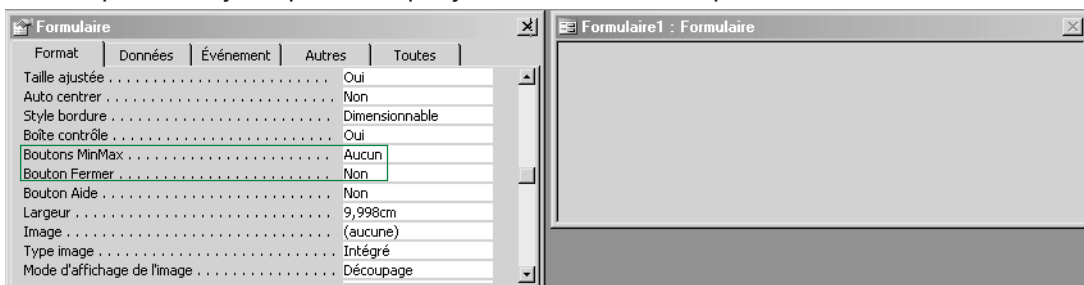 Formulaire
Format Données Événement Autres Toutes
Taille ajustée . . . . . . . . . . . . . . . . . . . . . . . . . . Oui
Auto centrer . . . . . . . . . . . . . . . . . . . . . . . . . . Non
Style bordure . . . . . . . . . . . . . . . . . . . . . . . . . . Dimensionnable
Boîte contrôle . . . . . . . . . . . . . . . . . . . . . . . . . . Oui
Boutons MinMax . . . . . . . . . . . . . . . . . . . . . . . . Aucun
Bouton Fermer . . . . . . . . . . . . . . . . . . . . . . . . . Non
Bouton Aide . . . . . . . . . . . . . . . . . . . . . . . . . . . Non
Largeur . . . . . . . . . . . . . . . . . . . . . . . . . . . . . . 9,998cm
Image . . . . . . . . . . . . . . . . . . . . . . . . . . . . . . . (aucune)
Type image . . . . . . . . . . . . . . . . . . . . . . . . . . . . Intégré
Mode d'affichage de l'image . . . . . . . . . . . . . . . . Découpage
Formulaire1 : Formulaire